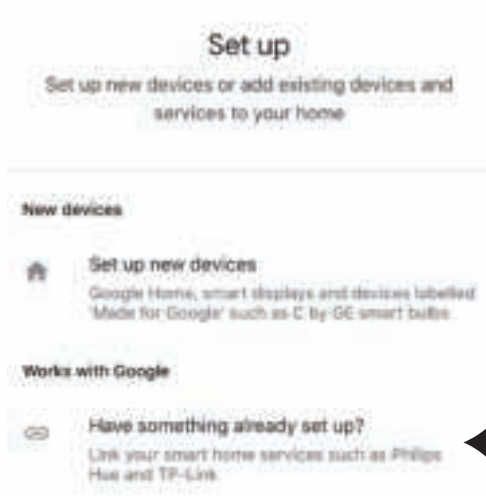 Set up
Set up new devices or add existing devices and
services to your home
New devices
Set up new devices
Google Home, smart displays and devices labelled
'Made for Google' such as C by GE smart bulbs
Works with Google
Have something already set up?
Link your smart home services such as Philips
Hue and TP-Link